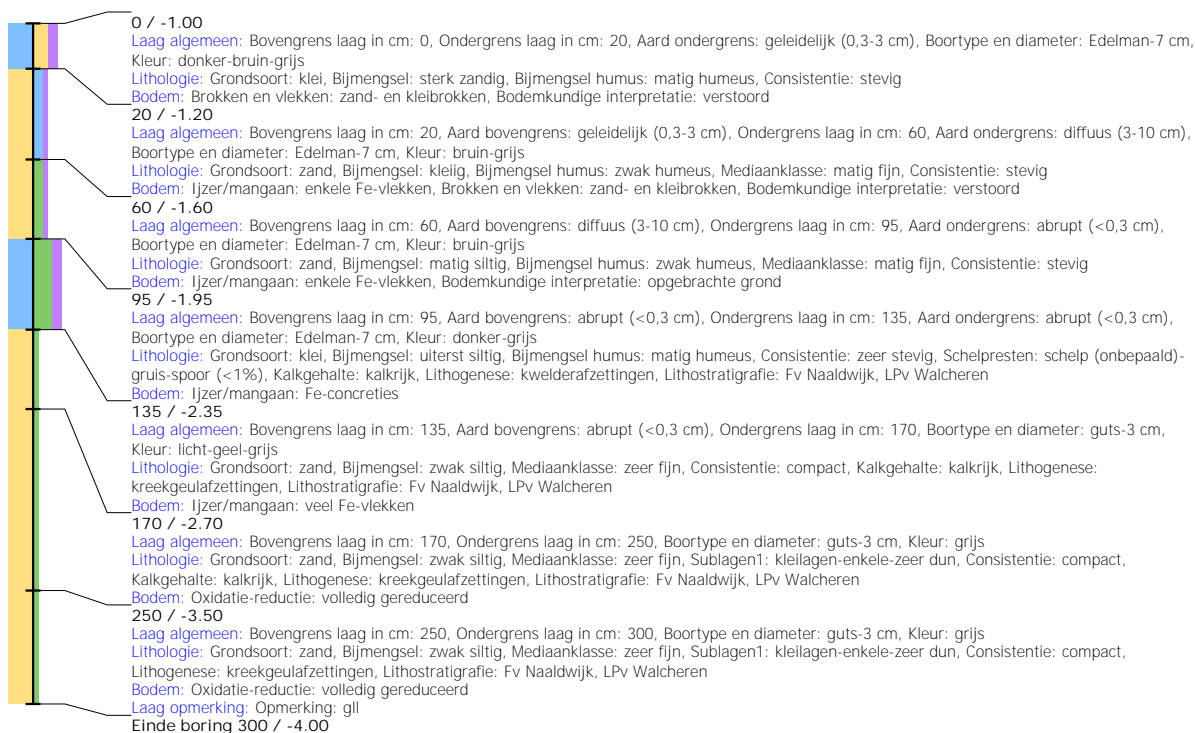 0 / -1.00
Laag algemeen: Bovengrens laag in cm: 0, Ondergrens laag in cm: 20, Aard ondergrens: geleidelijk (0,3-3 cm), Boortype en diameter: Edelman-7 cm,
Kleur: donker-bruin-grijs
Lithologie: Grondsoort: klei, Bijmengsel: sterk zandig, Bijmengsel humus: matig humeus, Consistentie: stevig
Bodem: Brokken en vlekken: zand- en kleibrokken, Bodemkundige interpretatie: verstoord
20 / -1.20
Laag algemeen: Bovengrens laag in cm: 20, Aard bovengrens: geleidelijk (0,3-3 cm), Ondergrens laag in cm: 60, Aard ondergrens: diffuus (3-10 cm),
Boortype en diameter: Edelman-7 cm, Kleur: bruin-grijs
Lithologie: Grondsoort: zand, Bijmengsel: kleiig, Bijmengsel humus: zwak humeus, Mediaanklasse: matig fijn, Consistentie: stevig
Bodem: Ijzer/mangaan: enkele Fe-vlekken, Brokken en vlekken: zand- en kleibrokken, Bodemkundige interpretatie: verstoord
60 / -1.60
Laag algemeen: Bovengrens laag in cm: 60, Aard bovengrens: diffuus (3-10 cm), Ondergrens laag in cm: 95, Aard ondergrens: abrupt (<0,3 cm),
Boortype en diameter: Edelman-7 cm, Kleur: bruin-grijs
Lithologie: Grondsoort: zand, Bijmengsel: matig siltig, Bijmengsel humus: zwak humeus, Mediaanklasse: matig fijn, Consistentie: stevig
Bodem: Ijzer/mangaan: enkele Fe-vlekken, Bodemkundige interpretatie: opgebrachte grond
95 / -1.95
Laag algemeen: Bovengrens laag in cm: 95, Aard bovengrens: abrupt (<0,3 cm), Ondergrens laag in cm: 135, Aard ondergrens: abrupt (<0,3 cm),
Boortype en diameter: Edelman-7 cm, Kleur: donker-grijs
Lithologie: Grondsoort: klei, Bijmengsel: uiterst siltig, Bijmengsel humus: matig humeus, Consistentie: zeer stevig, Schelpresten: schelp (onbepaald)-
gruis-spoor (<1%), Kalkgehalte: kalkrijk, Lithogenese: kwelderafzettingen, Lithostratigrafie: Fv Naaldwijk, LPv Walcheren
Bodem: Ijzer/mangaan: Fe-concreties
135 / -2.35
Laag algemeen: Bovengrens laag in cm: 135, Aard bovengrens: abrupt (<0,3 cm), Ondergrens laag in cm: 170, Boortype en diameter: guts-3 cm,
Kleur: licht-geel-grijs
Lithologie: Grondsoort: zand, Bijmengsel: zwak siltig, Mediaanklasse: zeer fijn, Consistentie: compact, Kalkgehalte: kalkrijk, Lithogenese:
kreekgeulafzettingen, Lithostratigrafie: Fv Naaldwijk, LPv Walcheren
Bodem: Ijzer/mangaan: veel Fe-vlekken
170 / -2.70
Laag algemeen: Bovengrens laag in cm: 170, Ondergrens laag in cm: 250, Boortype en diameter: guts-3 cm, Kleur: grijs
Lithologie: Grondsoort: zand, Bijmengsel: zwak siltig, Mediaanklasse: zeer fijn, Sublagen1: kleilagen-enkele-zeer dun, Consistentie: compact,
Kalkgehalte: kalkrijk, Lithogenese: kreekgeulafzettingen, Lithostratigrafie: Fv Naaldwijk, LPv Walcheren
Bodem: Oxidatie-reductie: volledig gereduceerd
250 / -3.50
Laag algemeen: Bovengrens laag in cm: 250, Ondergrens laag in cm: 300, Boortype en diameter: guts-3 cm, Kleur: grijs
Lithologie: Grondsoort: zand, Bijmengsel: zwak siltig, Mediaanklasse: zeer fijn, Sublagen1: kleilagen-enkele-zeer dun, Consistentie: compact,
Lithogenese: kreekgeulafzettingen, Lithostratigrafie: Fv Naaldwijk, LPv Walcheren
Bodem: Oxidatie-reductie: volledig gereduceerd
Laag opmerking: Opmerking: gll
Einde boring 300 / -4.00